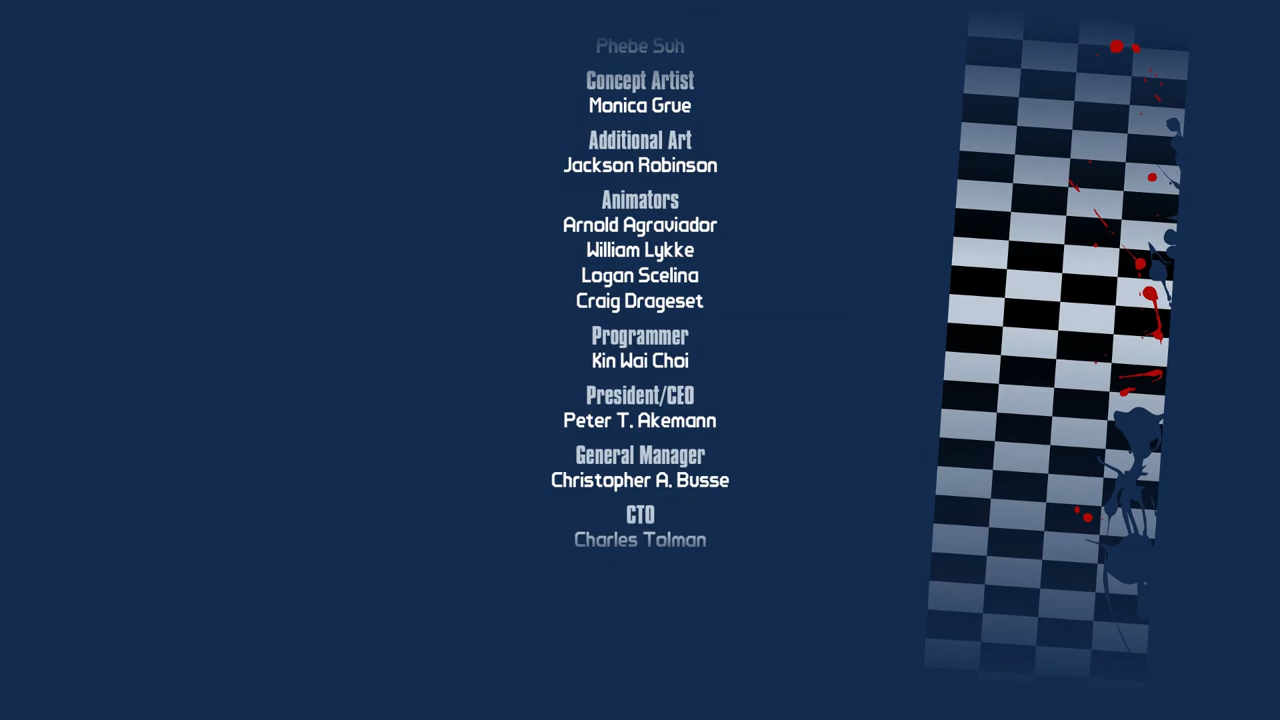 Phebe Suh
Concept Artist
Monica Grue
Additional Art
Jackson Robinson
Animators
Arnold Agraviador
William Lykke
Logan Scelina
Craig Drageset
Programmer
Kin Wai Choi
President/CEO
Peter T. Akemann
General Manager
Christopher A. Busse
CTO
Charles Tolman